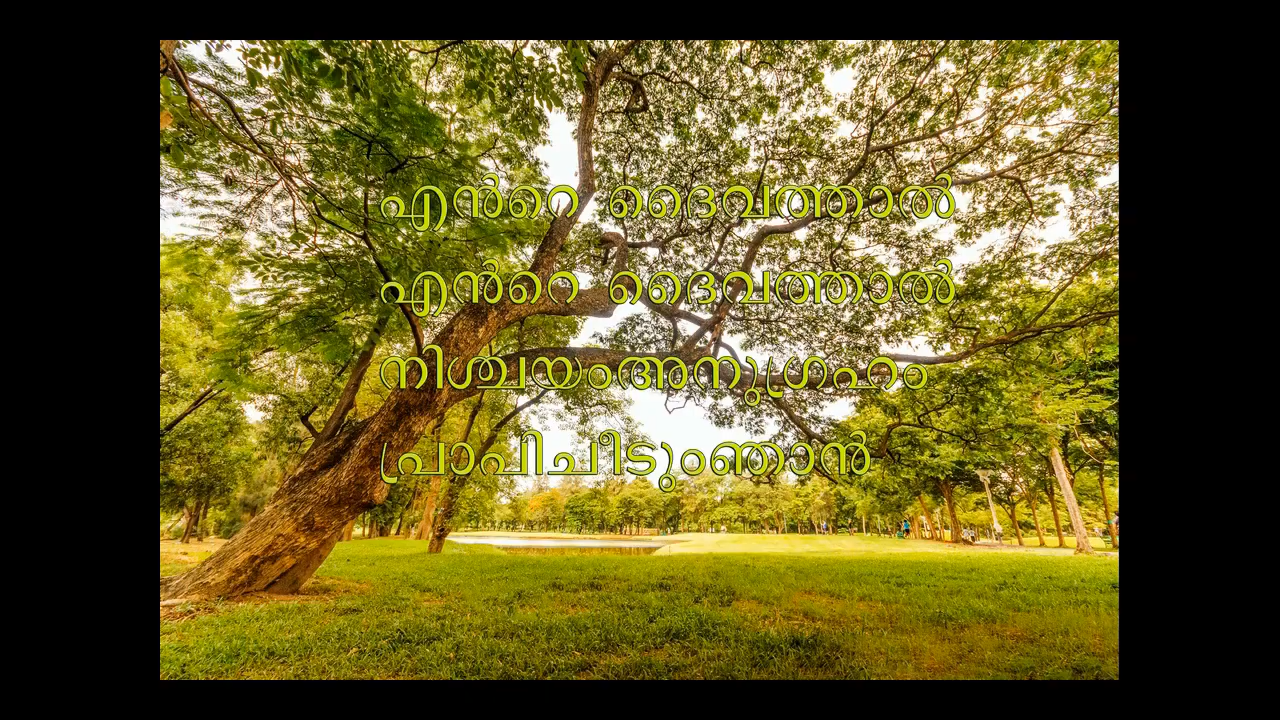 എൻറെ ദൈവത്താൽ
എൻറെ ദൈവത്താൽ
നിശ്ചയംഅനുഗ്രഹം
പ്രാപിചീടുംഞാൻ